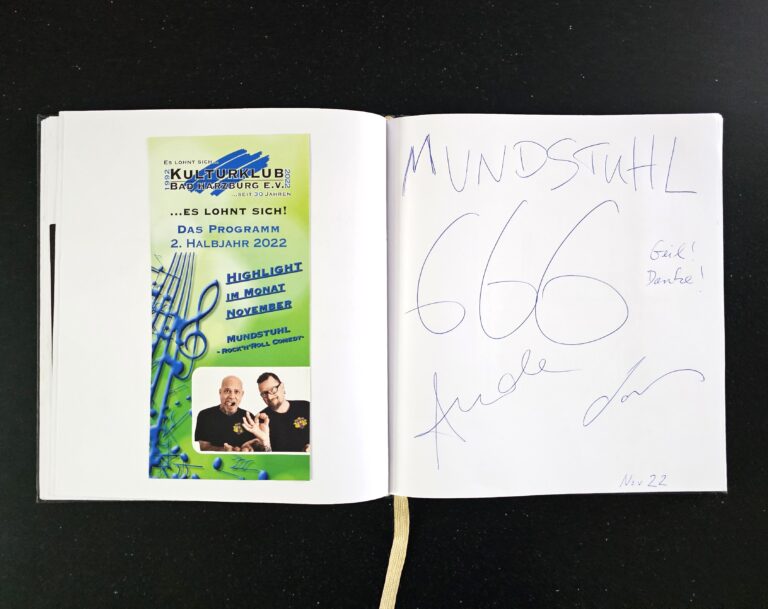 ES LOHNT SICH...
1992 KULTURKLUB 2022
BAD HARZBURG E.V.
...SEIT 30 JAHREN
...ES LOHNT SICH!
DAS PROGRAMM
2. HALBJAHR 2022
HIGHLIGHT
IM MONAT
NOVEMBER
MUNDSTUHL
- ROCK'N'ROLL COMEDY-
MUNDSTUHL
666
Geil!
Danke!
Ande
Nov 22